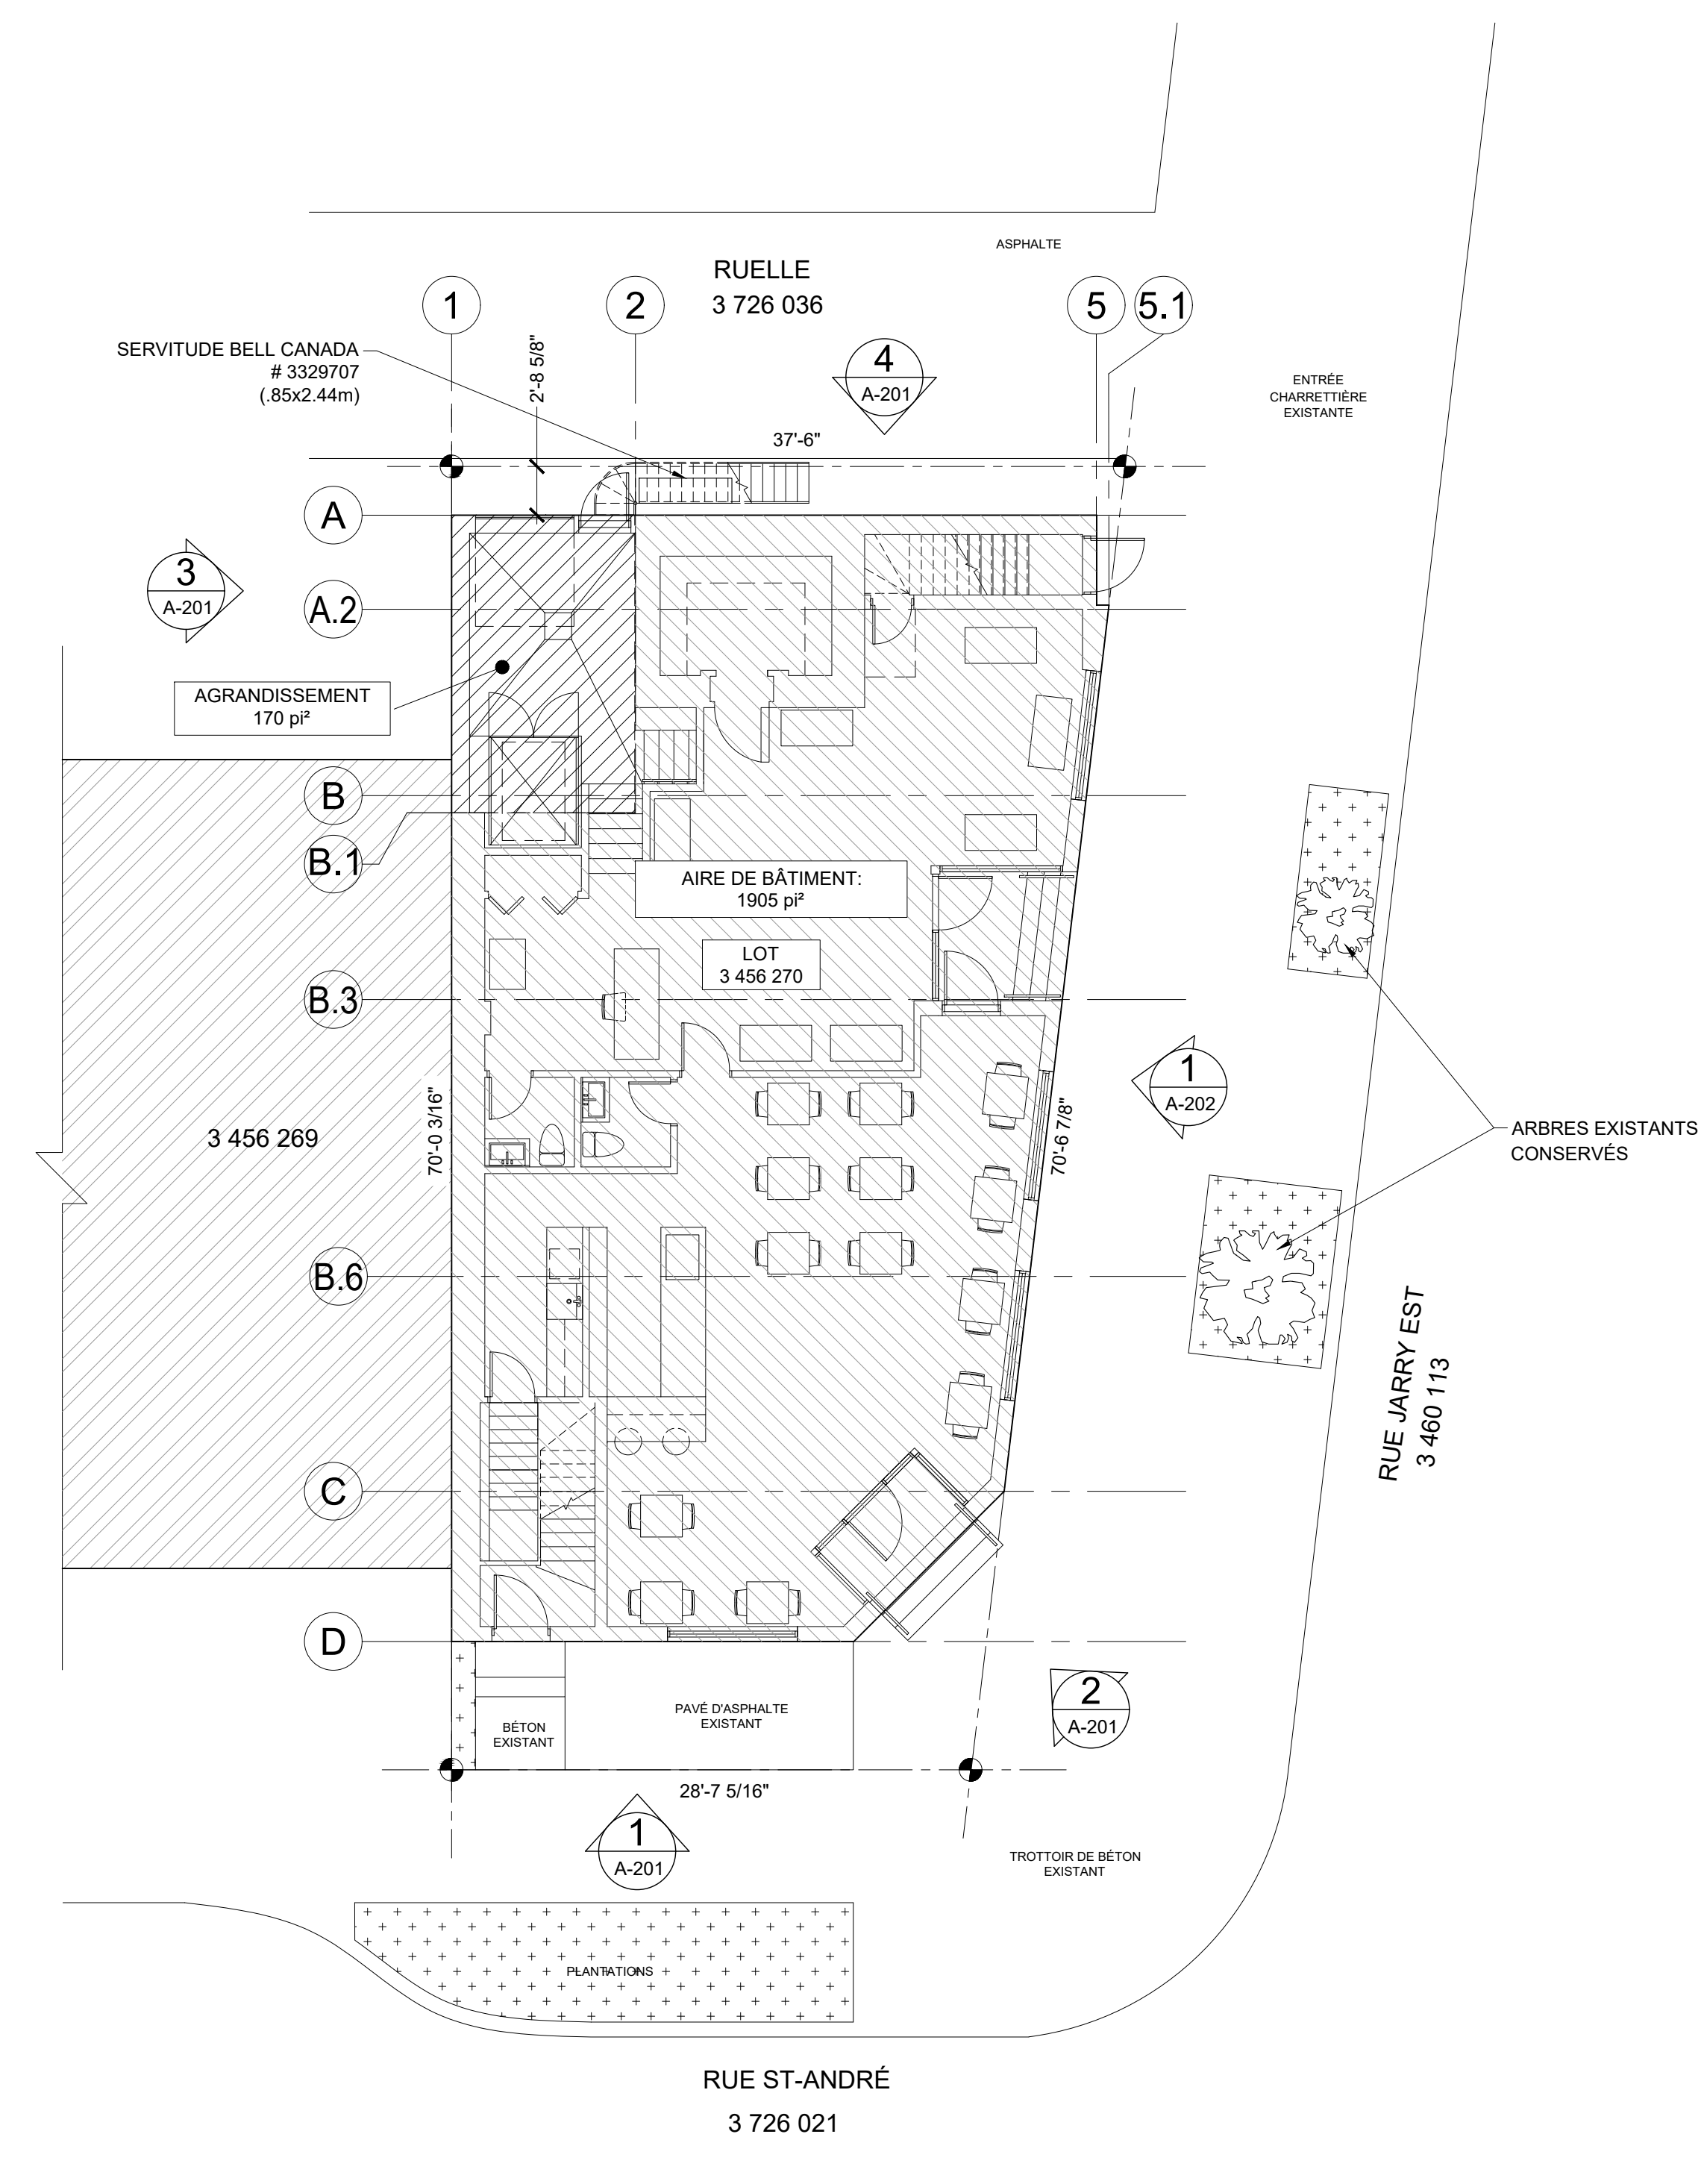 ASPHALTE
RUELLE
3 726 036
1
2
5
5.1
SERVITUDE BELL CANADA
# 3329707
(.85x2.44m)
2'-8 5/8"
4
A-201
ENTRÉE
CHARRETTIÈRE
EXISTANTE
37'-6"
A
3
A-201
A.2
AGRANDISSEMENT
170 pi²
B
B.1
AIRE DE BÂTIMENT:
1905 pi²
LOT
3 456 270
B.3
1
A-202
70'-0 3/16"
70'-6 7/8"
3 456 269
ARBRES EXISTANTS
CONSERVÉS
B.6
RUE JARRY EST
3 460 113
C
D
2
A-201
PAVÉ D'ASPHALTE
EXISTANT
BÉTON
EXISTANT
28'-7 5/16"
1
A-201
TROTTOIR DE BÉTON
EXISTANT
PLANTATIONS
RUE ST-ANDRÉ
3 726 021